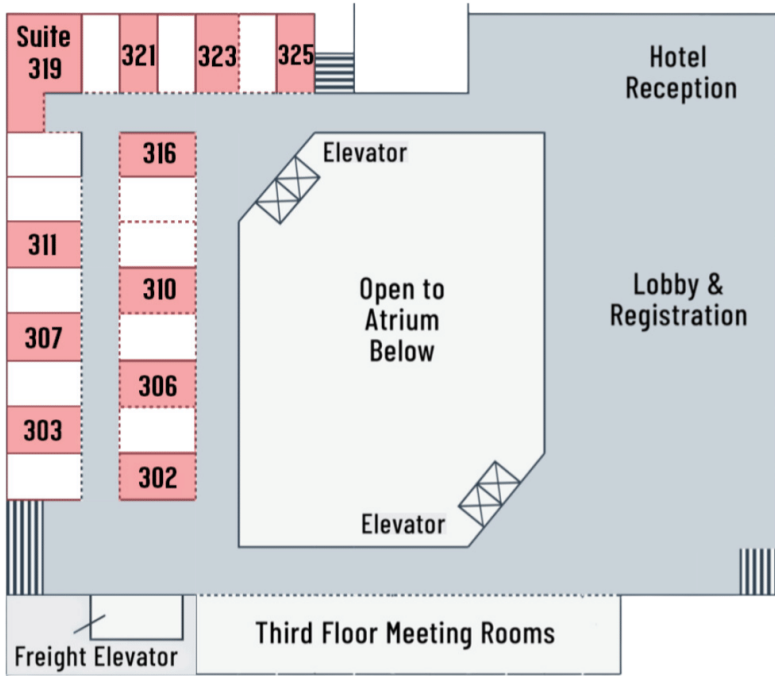 Suite
319
321
323
325
Hotel
Reception
316
Elevator
311
310
Open to
Atrium
Below
Lobby &
Registration
307
306
303
302
Elevator
Third Floor Meeting Rooms
Freight Elevator